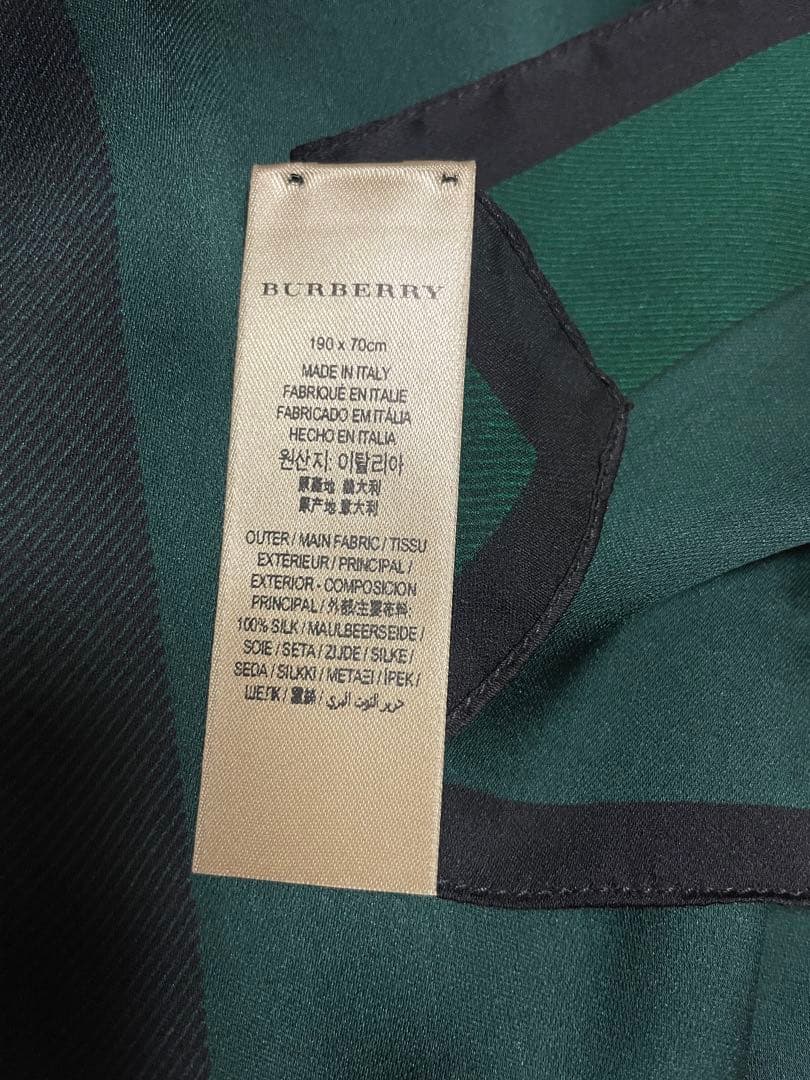 BURBERRY
190 x 70cm
MADE IN ITALY
FABRIQUÉ EN ITALIE
FABRICADO EM ITÁLIA
HECHO EN ITALIA
원산지: 이탈리아
原產地 義大利
原产地 意大利
OUTER / MAIN FABRIC / TISSU
EXTÉRIEUR / PRINCIPAL /
EXTERIOR - COMPOSICION
PRINCIPAL / 外部/主要布料:
100% SILK / MAULBEERSEIDE /
SOIE / SETA / ZIJDE / SILKE /
SEDA / SILKKI / ΜΕΤΑΞΙ / İPEK /
ШЕЛК / 蠶絲 / حرير التوت البري /